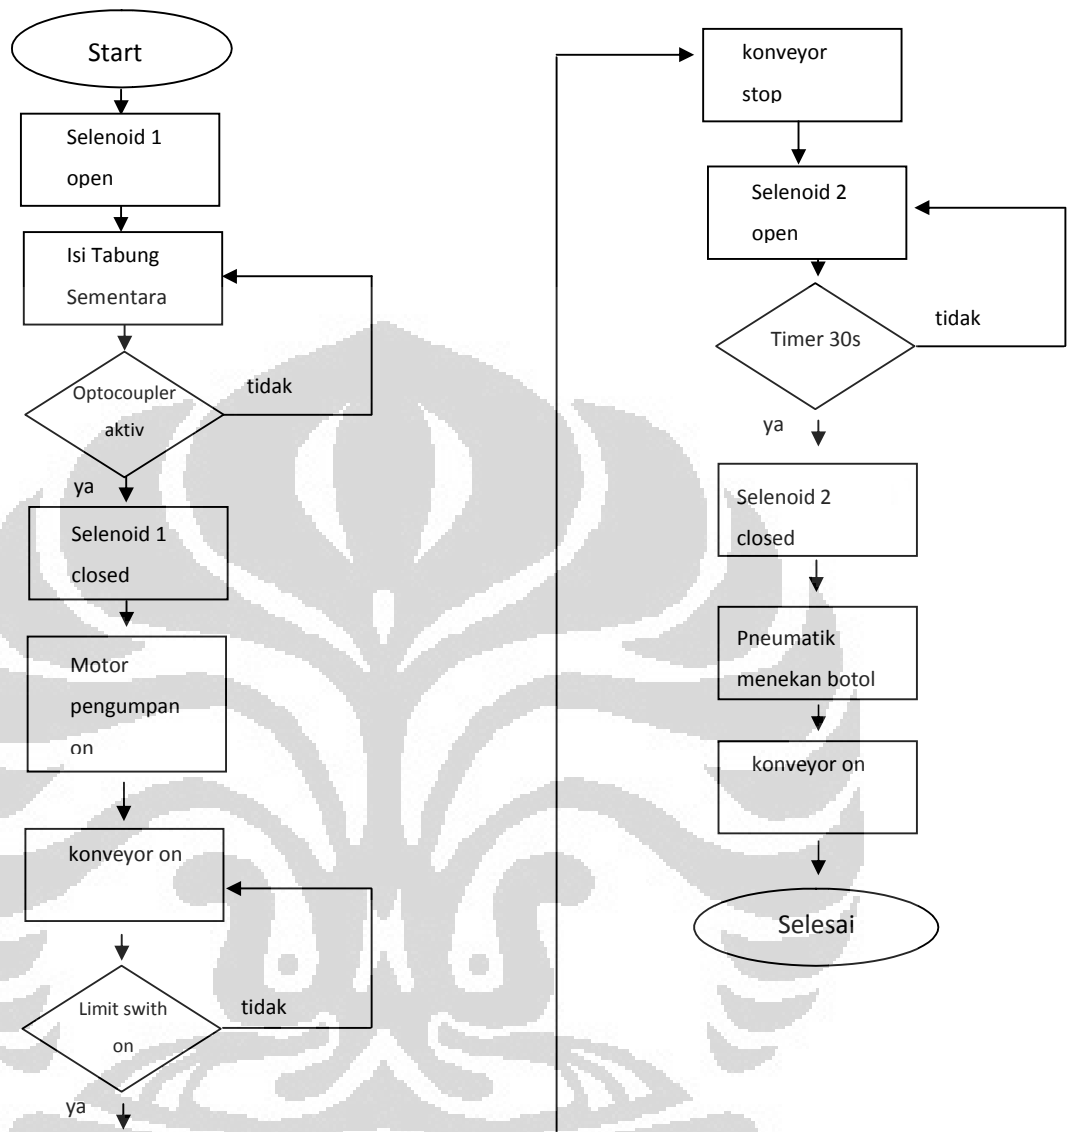 Start
Selenoid 1
open
Isi Tabung
Sementara
Optocoupler
aktiv
tidak
ya
Selenoid 1
closed
Motor
pengumpan
on
konveyor on
Limit swith
on
tidak
ya
konveyor
stop
Selenoid 2
open
Timer 30s
tidak
ya
Selenoid 2
closed
Pneumatik
menekan botol
konveyor on
Selesai